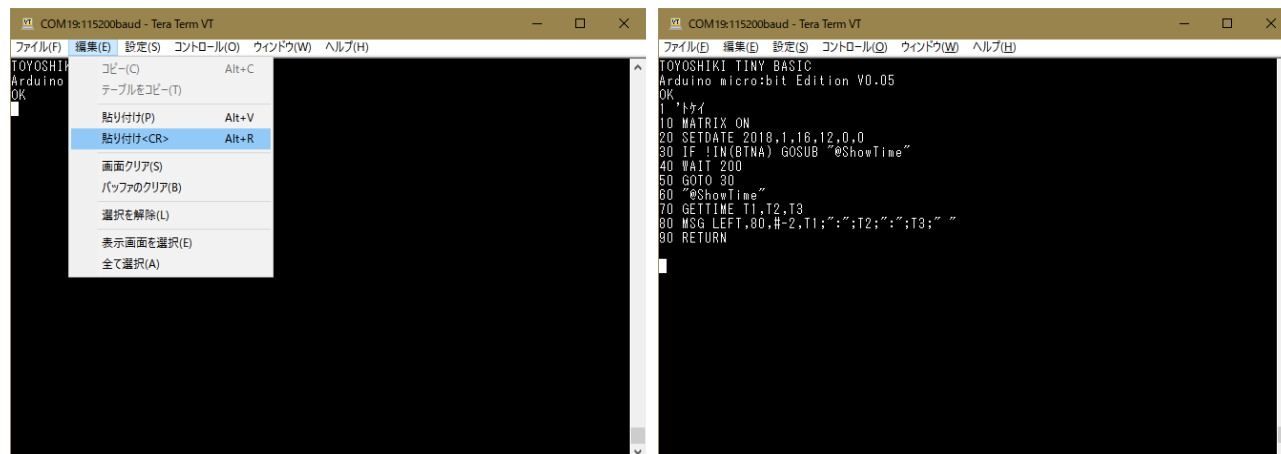 COM19:115200baud - Tera Term VT
ファイル(F) 編集(E) 設定(S) コントロール(O) ウィンドウ(W) ヘルプ(H)
TOYOSHIK
Arduino
OK
コピー(C) Alt+C
テーブルをコピー(T)
貼り付け(P) Alt+V
貼り付け<CR> Alt+R
画面クリア(S)
バッファのクリア(B)
選択を解除(L)
表示画面を選択(E)
全て選択(A)
COM19:115200baud - Tera Term VT
ファイル(F) 編集(E) 設定(S) コントロール(O) ウィンドウ(W) ヘルプ(H)
TOYOSHIKI TINY BASIC
Arduino micro:bit Edition V0.05
OK
1 'ﾄｹｲ
10 MATRIX ON
20 SETDATE 2018,1,16,12,0,0
30 IF !IN(BTNA) GOSUB "@ShowTime"
40 WAIT 200
50 GOTO 30
60 "@ShowTime"
70 GETTIME T1,T2,T3
80 MSG LEFT,80,#-2,T1;":";T2;":";T3;" "
90 RETURN